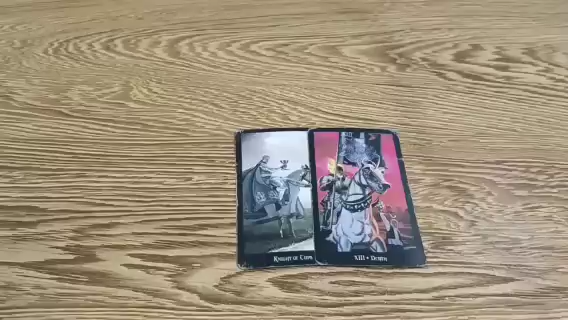 KNIGHT OF CUPS
XIII • DEATH